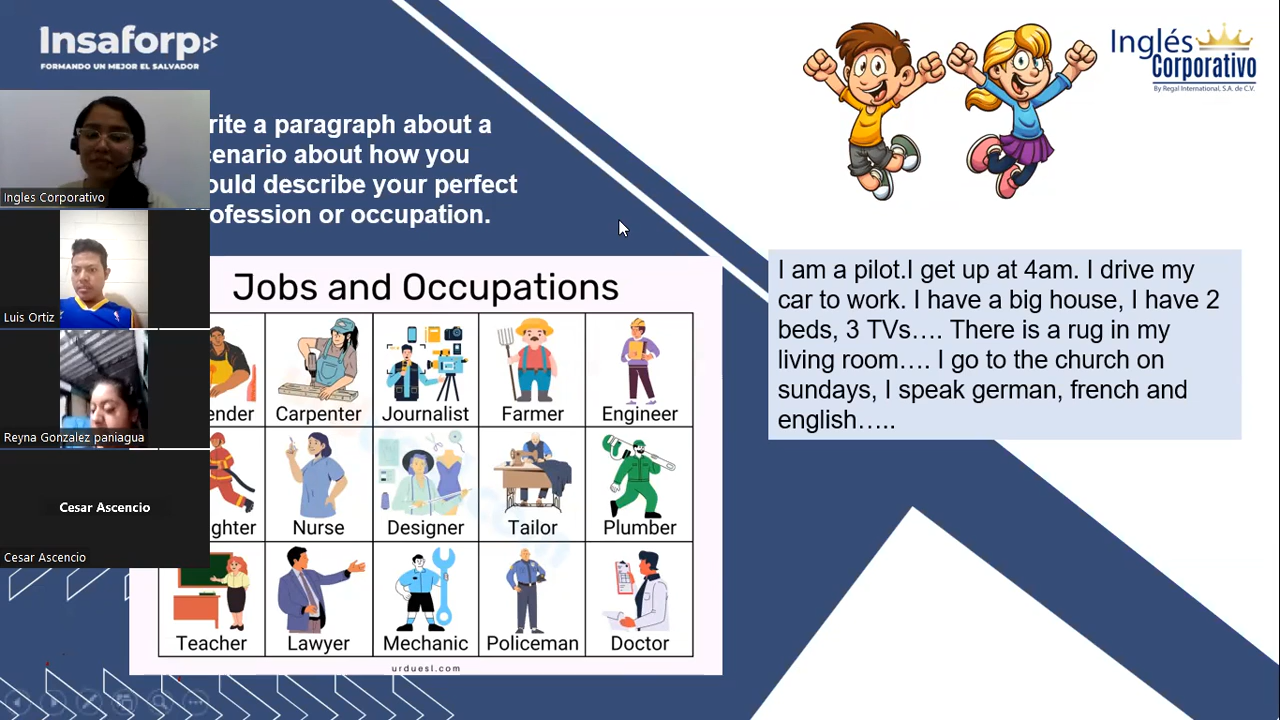 Insaforp
FORMANDO UN MEJOR EL SALVADOR
Inglés
Corporativo
By Regal International, S.A. de C.V.
rite a paragraph about a
cenario about how you
ould describe your perfect
ofession or occupation.
Ingles Corporativo
Luis Ortiz
Reyna Gonzalez paniagua
Cesar Ascencio
Cesar Ascencio
Jobs and Occupations
ender Carpenter Journalist Farmer Engineer
ghter Nurse Designer Tailor Plumber
Teacher Lawyer Mechanic Policeman Doctor
urduesl.com
I am a pilot.I get up at 4am. I drive my
car to work. I have a big house, I have 2
beds, 3 TVs…. There is a rug in my
living room…. I go to the church on
sundays, I speak german, french and
english…..